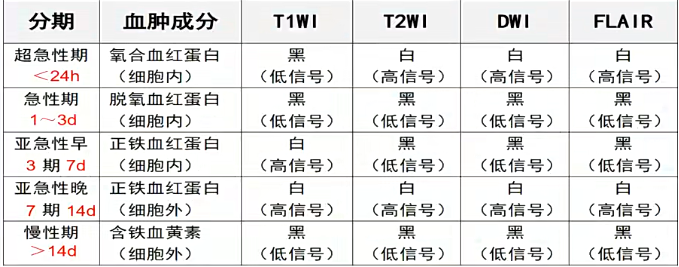 分期 血肿成分 T1WI T2WI DWI FLAIR
超急性期 氧合血红蛋白 黑 白 白 白
<24h （细胞内） （低信号） （高信号） （高信号） （高信号）
急性期 脱氧血红蛋白 黑 黑 黑 黑
1～3d （细胞内） （低信号） （低信号） （低信号） （低信号）
亚急性早 正铁血红蛋白 白 黑 黑 黑
3 期 7d （细胞内） （高信号） （低信号） （低信号） （低信号）
亚急性晚 正铁血红蛋白 白 白 白 白
7 期 14d （细胞外） （高信号） （高信号） （高信号） （高信号）
慢性期 含铁血黄素 黑 黑 黑 黑
＞14d （细胞外） （低信号） （低信号） （低信号） （低信号）